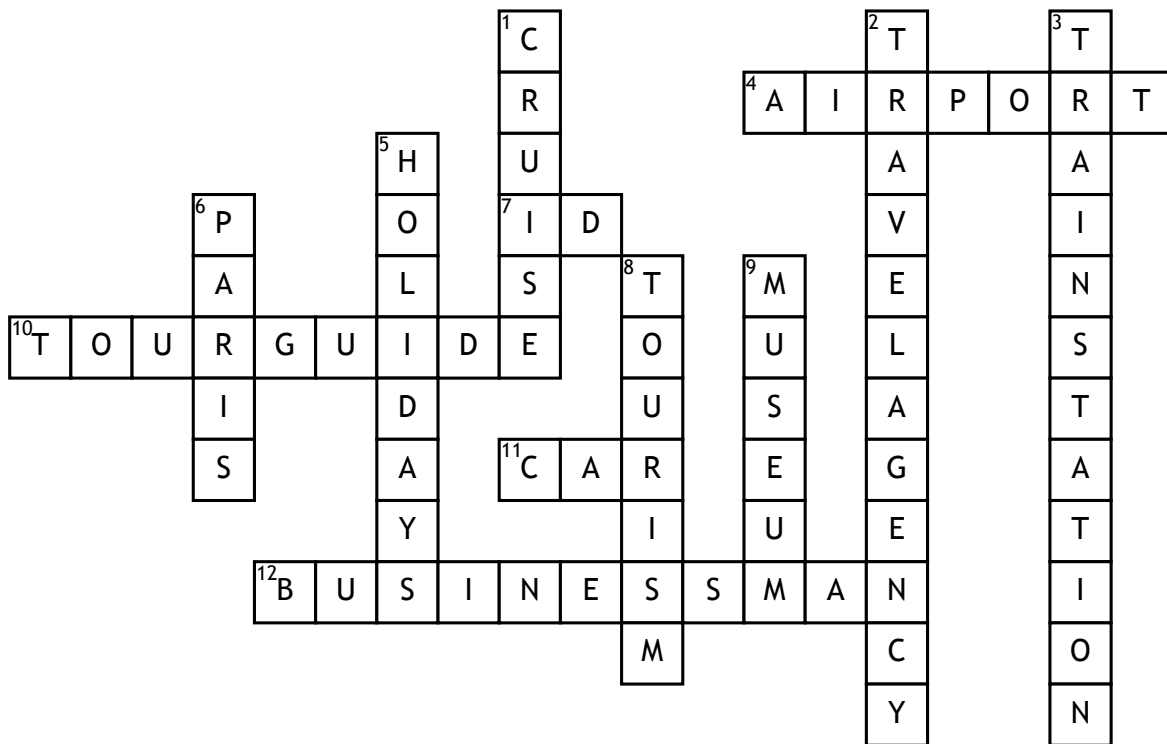 1 C 2 T 3 T
R 4 A I R P O R T
5 H U A A
6 P O 7 I D V I
A L S 8 T 9 M E N
10 T O U R G U I D E O U L S
I D U S A T
S A 11 C A R E G A
Y I U E T
12 B U S I N E S S M A N I
M C O
Y N